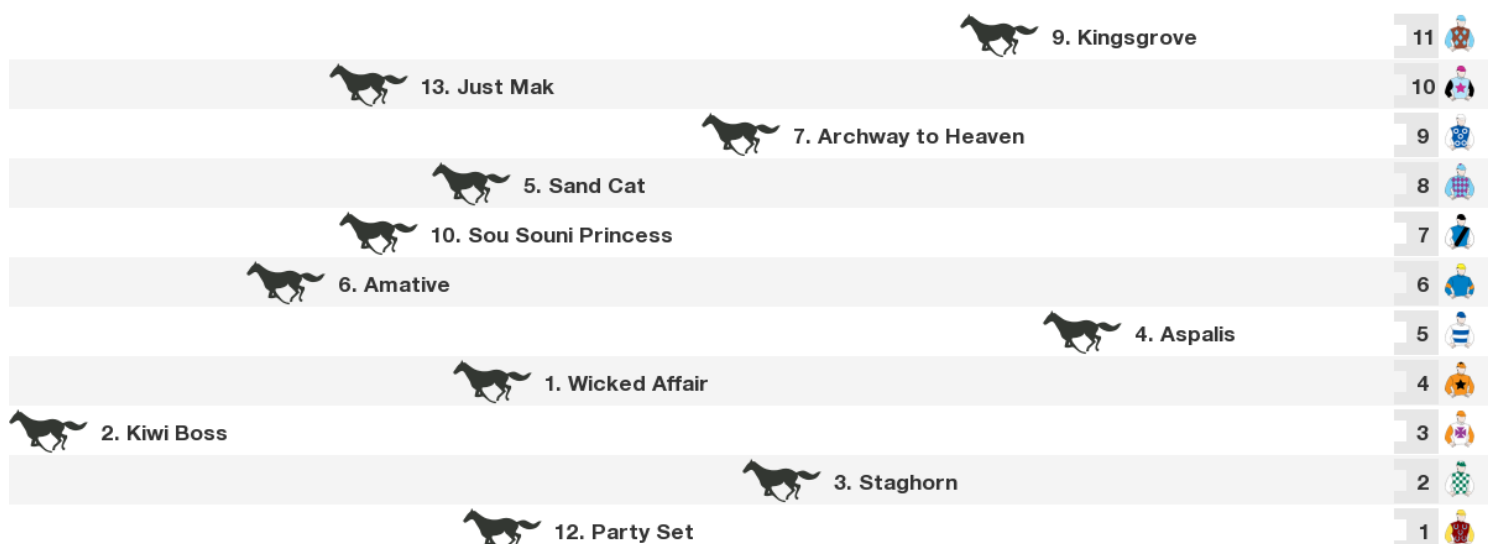 9. Kingsgrove 11
13. Just Mak 10
7. Archway to Heaven 9
5. Sand Cat 8
10. Sou Souni Princess 7
6. Amative 6
4. Aspalis 5
1. Wicked Affair 4
2. Kiwi Boss 3
3. Staghorn 2
12. Party Set 1